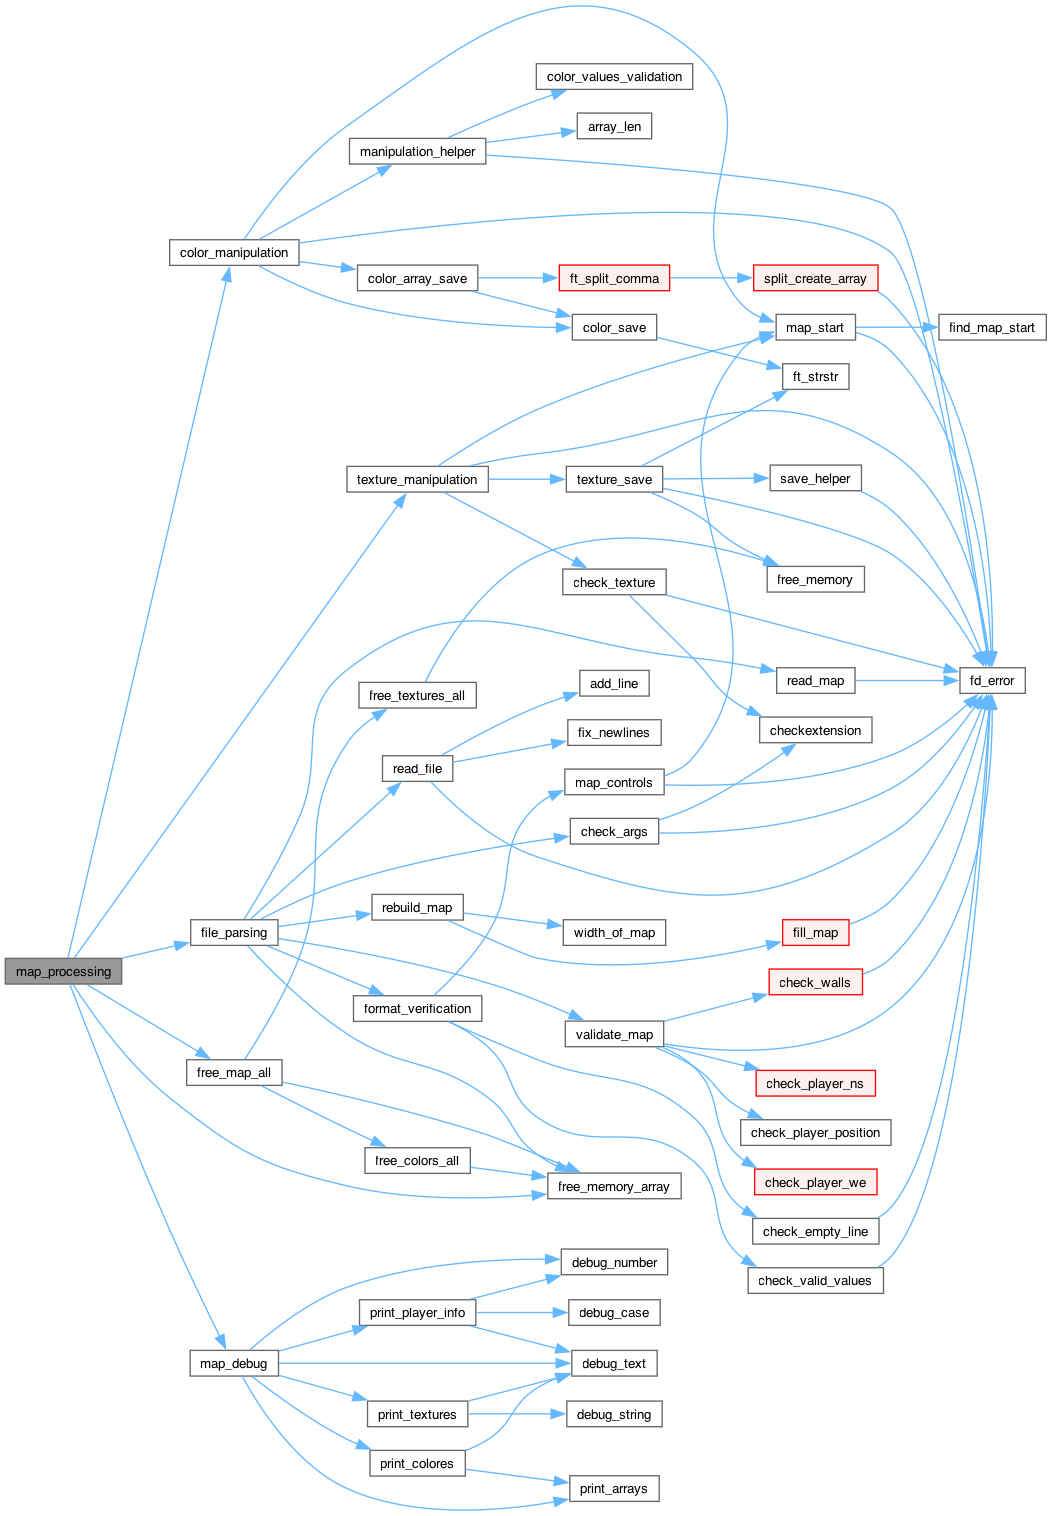 color_values_validation
array_len
manipulation_helper
color_manipulation
color_array_save
ft_split_comma
split_create_array
color_save
map_start
find_map_start
ft_strstr
texture_manipulation
texture_save
save_helper
check_texture
free_memory
free_textures_all
add_line
read_map
fd_error
fix_newlines
checkextension
read_file
map_controls
check_args
rebuild_map
file_parsing
width_of_map
fill_map
map_processing
check_walls
format_verification
validate_map
free_map_all
check_player_ns
check_player_position
free_colors_all
free_memory_array
check_player_we
check_empty_line
debug_number
check_valid_values
print_player_info
debug_case
map_debug
debug_text
print_textures
debug_string
print_colores
print_arrays